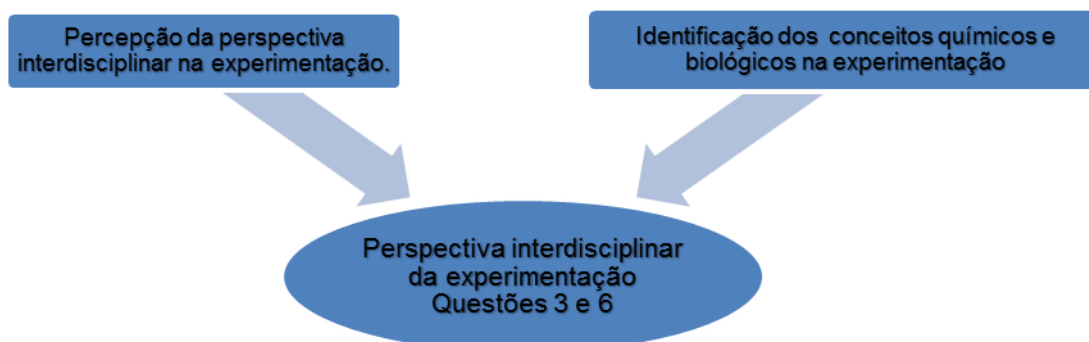 Percepção da perspectiva
interdisciplinar na experimentação.
Identificação dos conceitos químicos e
biológicos na experimentação
Perspectiva interdisciplinar
da experimentação
Questões 3 e 6